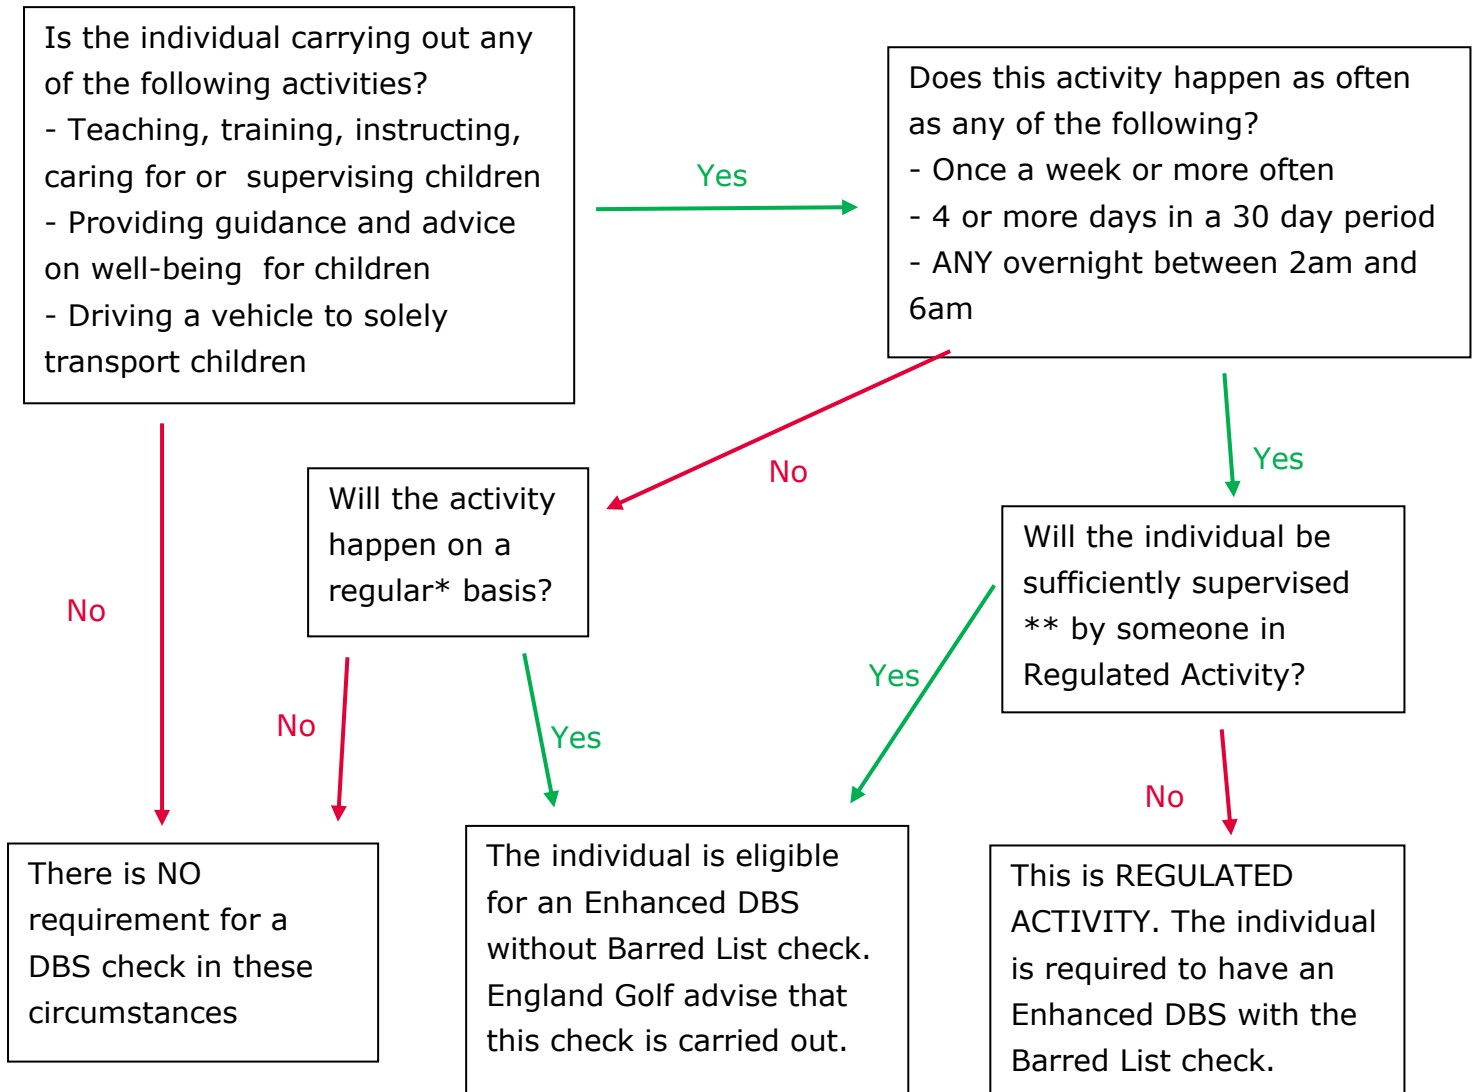 Is the individual carrying out any
of the following activities?
- Teaching, training, instructing,
caring for or  supervising children
- Providing guidance and advice
on well-being  for children
- Driving a vehicle to solely
transport children
Yes
Does this activity happen as often
as any of the following?
- Once a week or more often
- 4 or more days in a 30 day period
- ANY overnight between 2am and
6am
No
No
Will the activity
happen on a
regular* basis?
Yes
Will the individual be
sufficiently supervised
** by someone in
Regulated Activity?
No
Yes
Yes
No
There is NO
requirement for a
DBS check in these
circumstances
The individual is eligible
for an Enhanced DBS
without Barred List check.
England Golf advise that
this check is carried out.
This is REGULATED
ACTIVITY. The individual
is required to have an
Enhanced DBS with the
Barred List check.